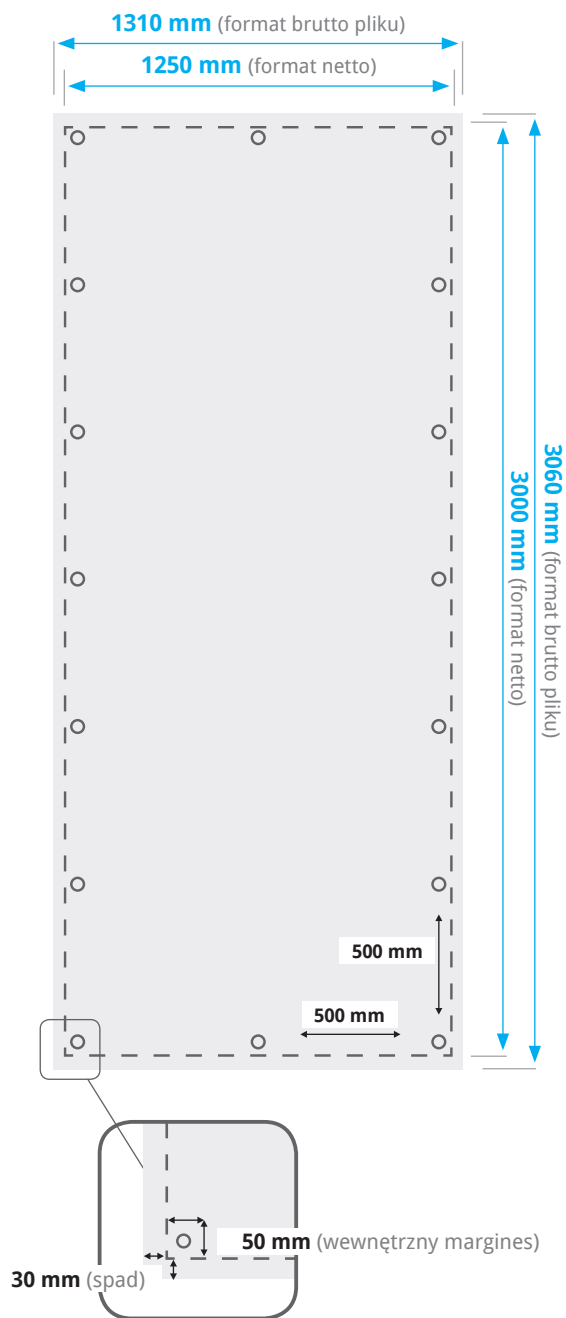 1310 mm (format brutto pliku)
1250 mm (format netto)
3060 mm (format brutto pliku)
3000 mm (format netto)
500 mm
500 mm
50 mm (wewnętrzny margines)
30 mm (spad)